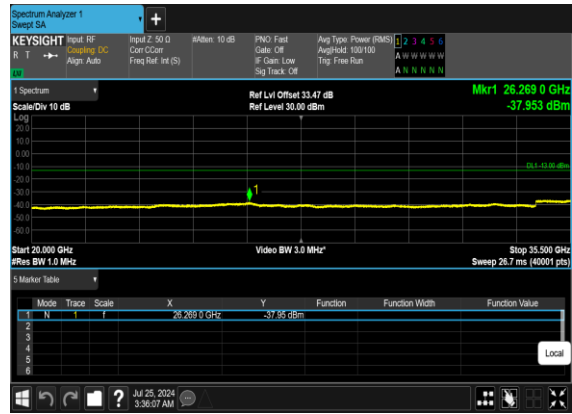 Spectrum Analyzer 1
Swept SA
KEYSIGHT Input: RF Input Z: 50 Ω #Atten: 10 dB PNO: Fast Avg Type: Power (RMS) 1 2 3 4 5 6
R T Coupling: DC Corr CCorr Gate: Off Avg|Hold: 100/100 A W W W W W
Align: Auto Freq Ref: Int (S) IF Gain: Low Trig: Free Run
Sig Track: Off A N N N N N
1 Spectrum Ref Lvl Offset 33.47 dB Mkr1 26.269 0 GHz
Scale/Div 10 dB Ref Level 30.00 dBm -37.953 dBm
Log
20.0
10.0
0.00
-10.0
DL1 -13.00 dBm
-20.0
-30.0
1
-40.0
-50.0
-60.0
Start 20.000 GHz Video BW 3.0 MHz* Stop 35.500 GHz
#Res BW 1.0 MHz Sweep 26.7 ms (40001 pts)
5 Marker Table
Mode Trace Scale X Y Function Function Width Function Value
1 N 1 f 26.269 0 GHz -37.95 dBm
2
3
4
5
6
Local
? Jul 25, 2024
3:36:07 AM